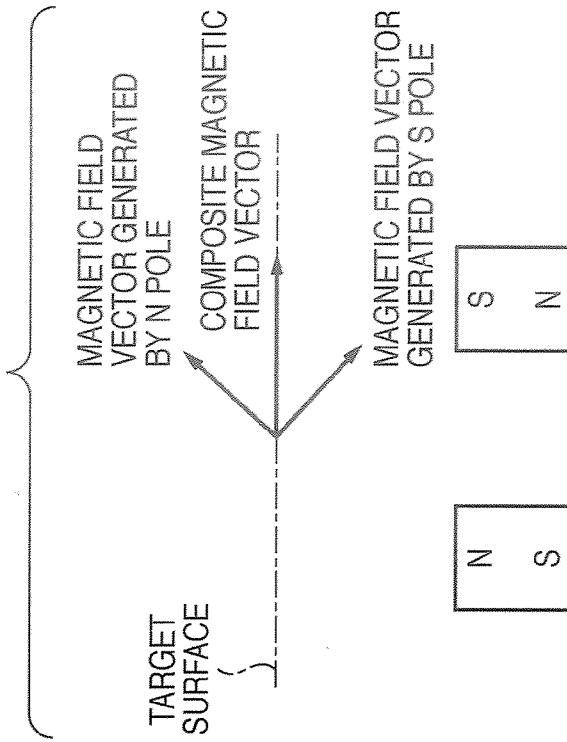 MAGNETIC FIELD
VECTOR GENERATED
BY N POLE
COMPOSITE MAGNETIC
FIELD VECTOR
TARGET
SURFACE
MAGNETIC FIELD VECTOR
GENERATED BY S POLE
N
S
S
N